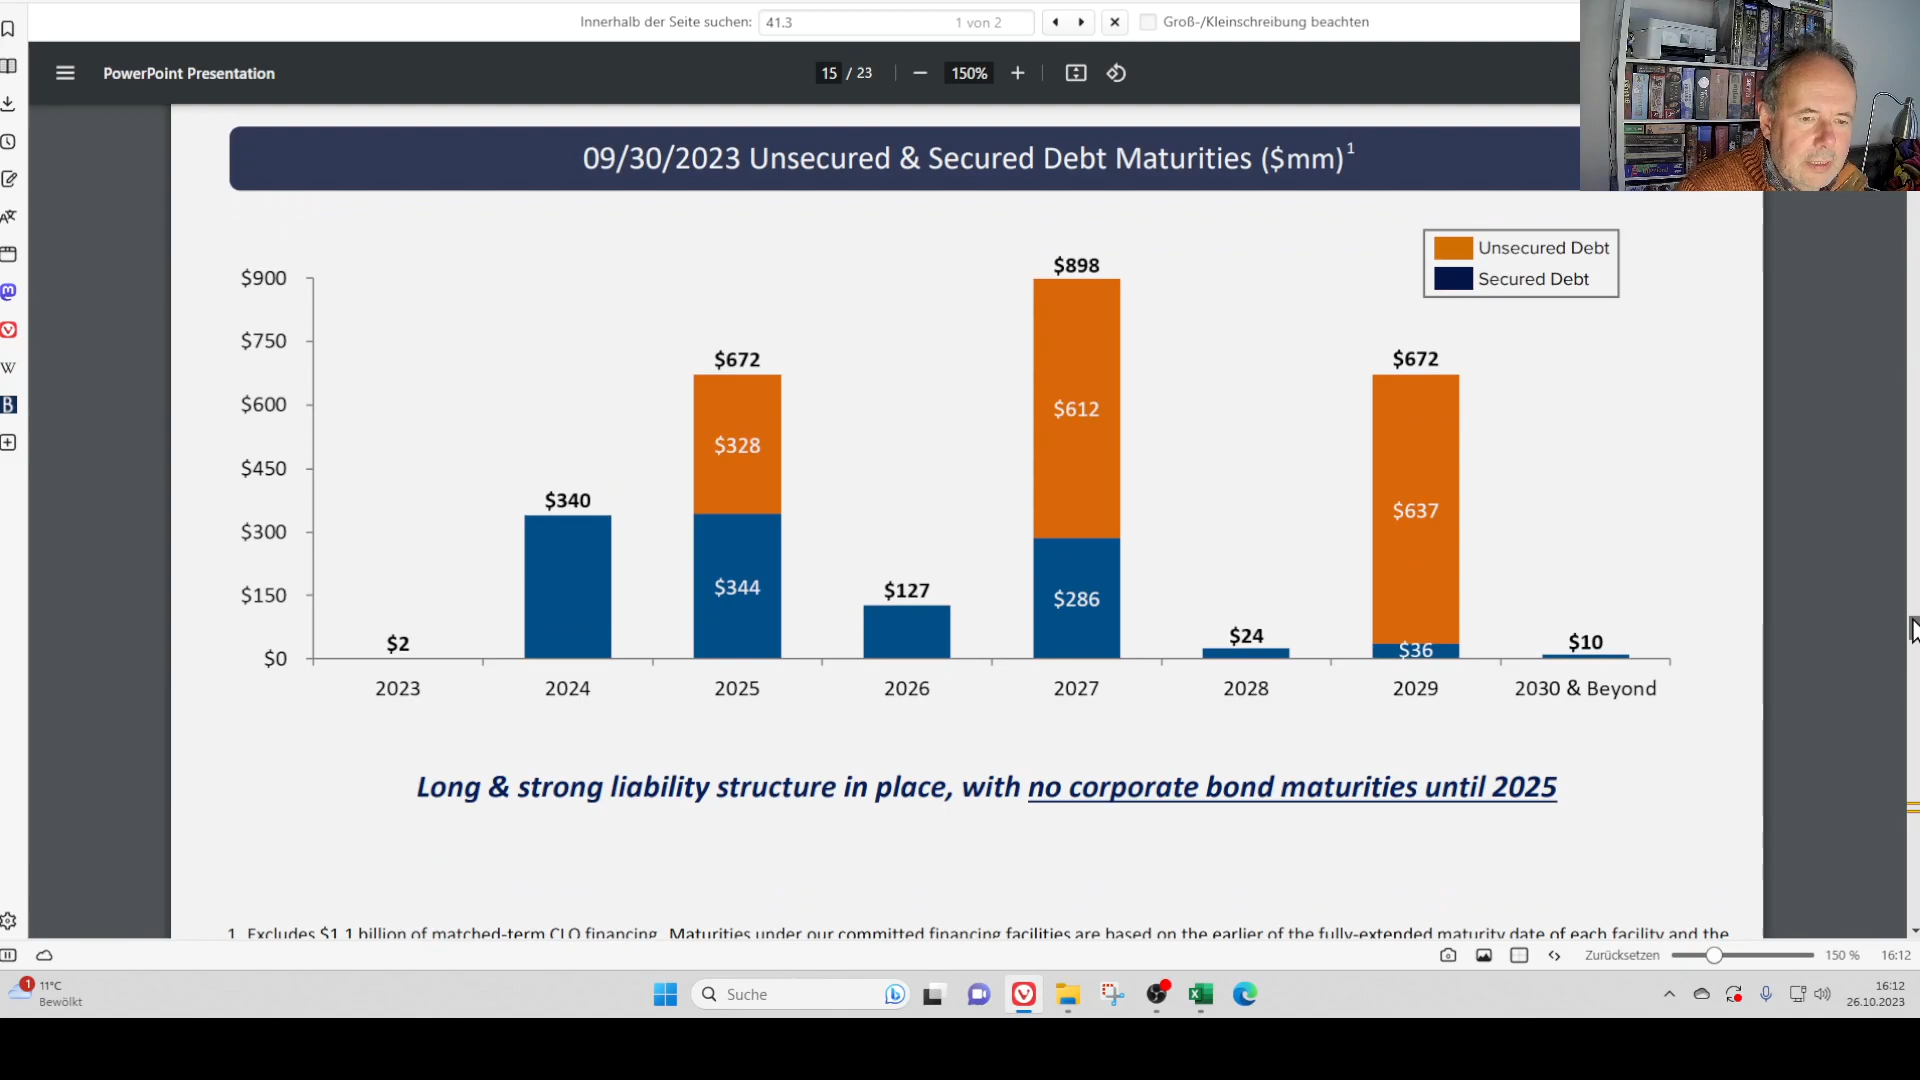 Innerhalb der Seite suchen: 41.3 1 von 2 Groß-/Kleinschreibung beachten
PowerPoint Presentation 15 / 23 150%
09/30/2023 Unsecured & Secured Debt Maturities ($mm)1
Unsecured Debt
Secured Debt
$900
$750
$600
$450
$300
$150
$0
$2
$340
$672
$328
$344
$127
$898
$612
$286
$24
$672
$637
$36
$10
2023 2024 2025 2026 2027 2028 2029 2030 & Beyond
Long & strong liability structure in place, with no corporate bond maturities until 2025
1. Excludes $1.1 billion of matched-term CLO financing. Maturities under our committed financing facilities are based on the earlier of the fully-extended maturity date of each facility and the
Zurücksetzen 150 % 16:12
1
11°C
Bewölkt
Suche
16:12
26.10.2023